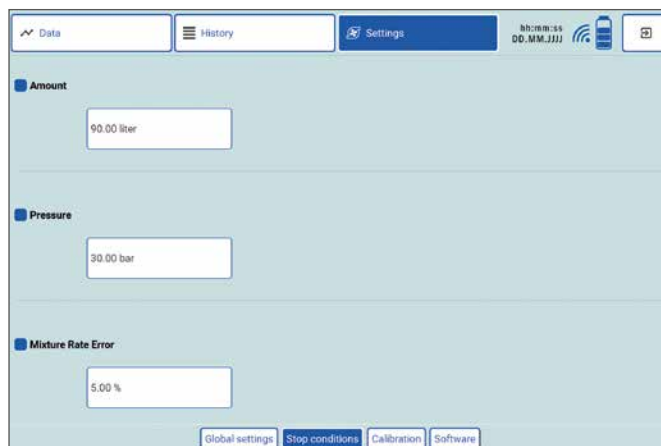 Data
History
Settings
hh:mm:ss
DD.MM.JJJJ
Amount
90.00 liter
Pressure
30.00 bar
Mixture Rate Error
5.00 %
Global settings
Stop conditions
Calibration
Software